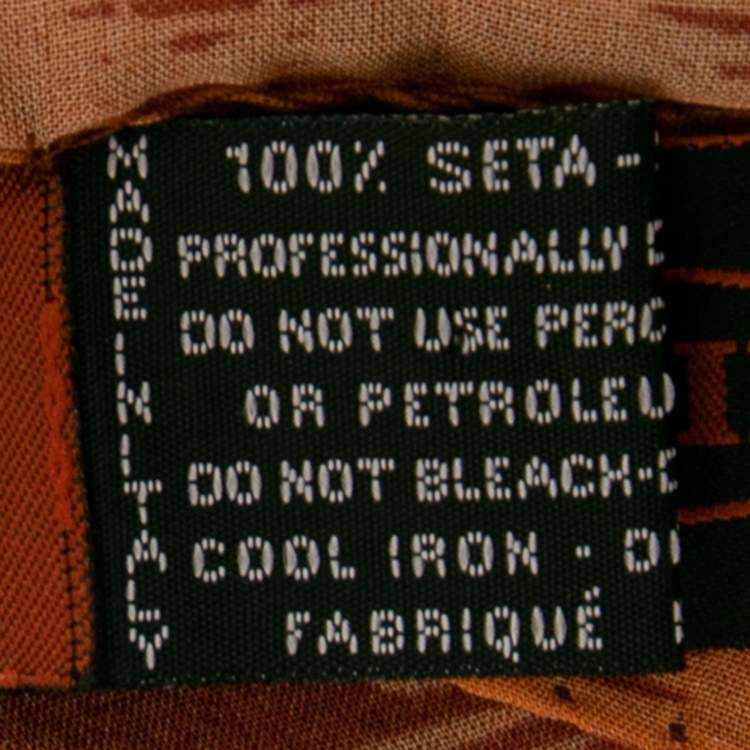 MADE IN ITALY
100% SETA -
PROFESSIONALLY
DO NOT USE PERC
OR PETROLEU
DO NOT BLEACH-D
COOL IRON - D
FABRIQUÉ